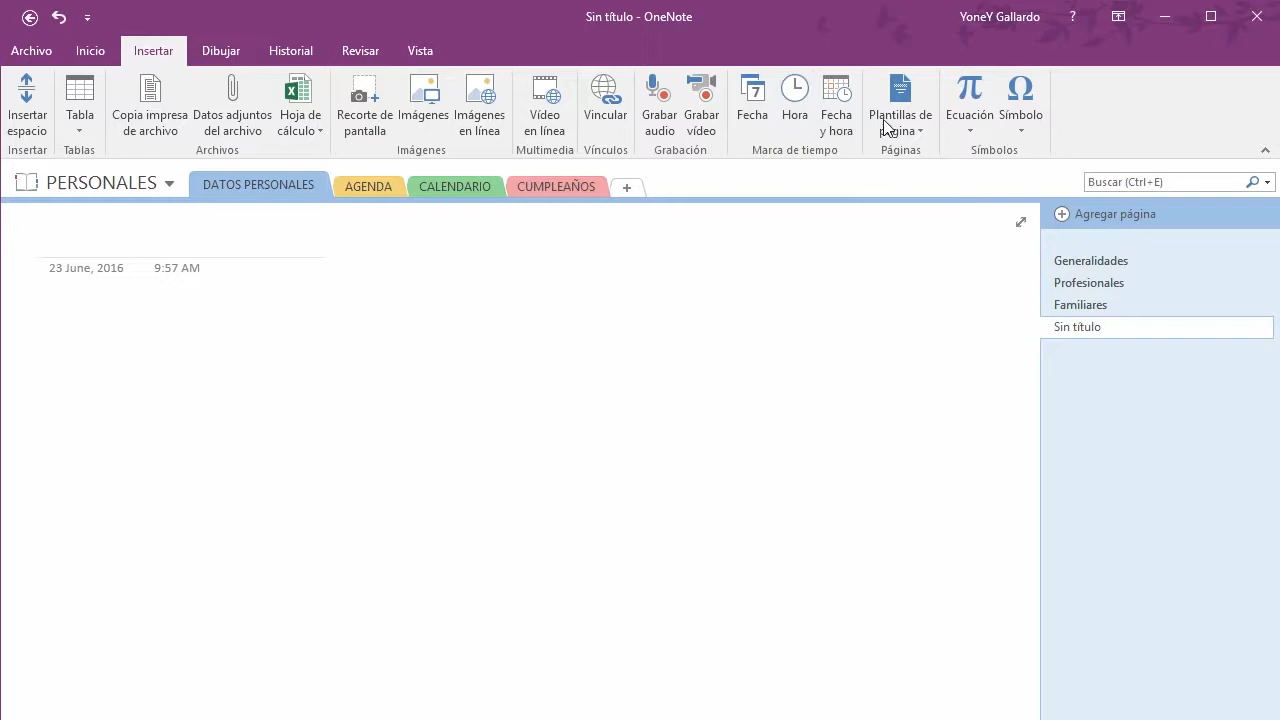 Sin título - OneNote
YoneY Gallardo
?
Archivo
Inicio
Insertar
Dibujar
Historial
Revisar
Vista
Insertar
espacio
Tabla
Copia impresa
de archivo
Datos adjuntos
del archivo
Hoja de
cálculo
Recorte de
pantalla
Imágenes
Imágenes
en línea
Vídeo
en línea
Vincular
Grabar
audio
Grabar
vídeo
7
Fecha
Hora
Fecha
y hora
Plantillas de
página
π
Ecuación
Ω
Símbolo
Insertar
Tablas
Archivos
Imágenes
Multimedia
Vínculos
Grabación
Marca de tiempo
Páginas
Símbolos
PERSONALES
DATOS PERSONALES
AGENDA
CALENDARIO
CUMPLEAÑOS
+
Buscar (Ctrl+E)
Agregar página
23 June, 2016
9:57 AM
Generalidades
Profesionales
Familiares
Sin título